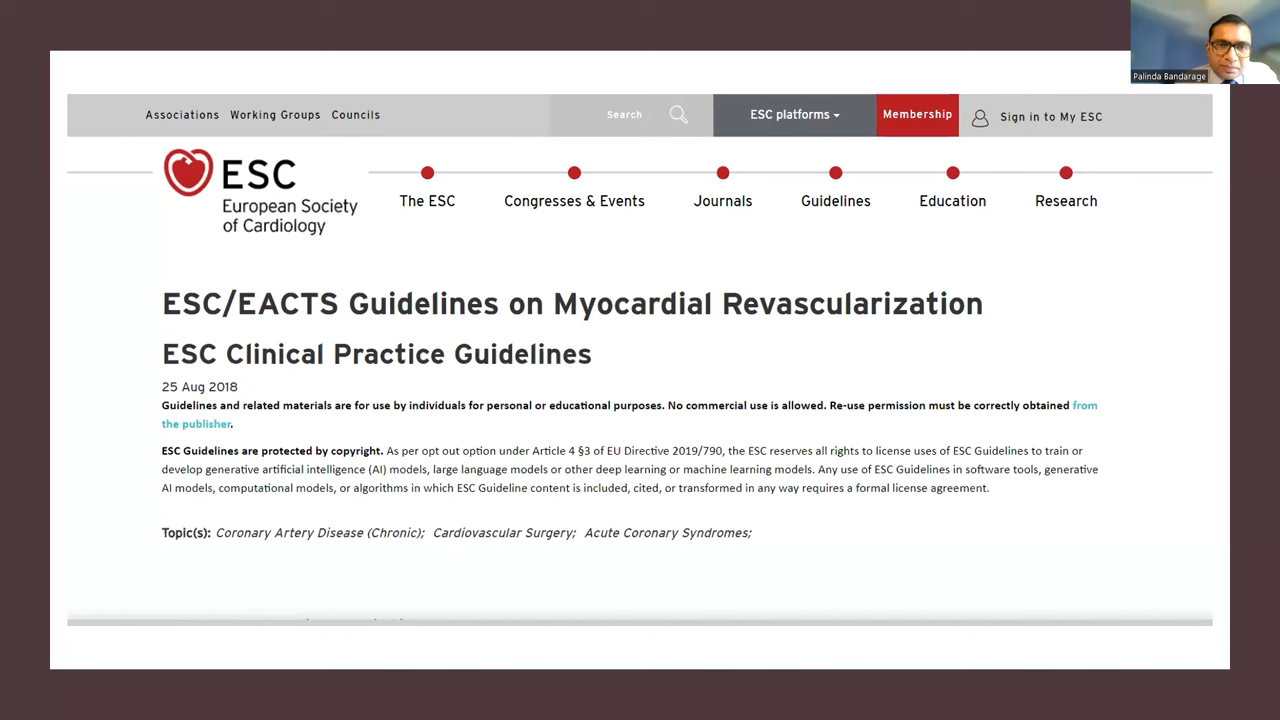 Palinda Bandarage
Associations Working Groups Councils
Search
ESC platforms
Membership
Sign in to My ESC
ESC
European Society
of Cardiology
The ESC
Congresses & Events
Journals
Guidelines
Education
Research
ESC/EACTS Guidelines on Myocardial Revascularization
ESC Clinical Practice Guidelines
25 Aug 2018
Guidelines and related materials are for use by individuals for personal or educational purposes. No commercial use is allowed. Re-use permission must be correctly obtained from
the publisher.
ESC Guidelines are protected by copyright. As per opt out option under Article 4 §3 of EU Directive 2019/790, the ESC reserves all rights to license uses of ESC Guidelines to train or
develop generative artificial intelligence (AI) models, large language models or other deep learning or machine learning models. Any use of ESC Guidelines in software tools, generative
AI models, computational models, or algorithms in which ESC Guideline content is included, cited, or transformed in any way requires a formal license agreement.
Topic(s): Coronary Artery Disease (Chronic); Cardiovascular Surgery; Acute Coronary Syndromes;